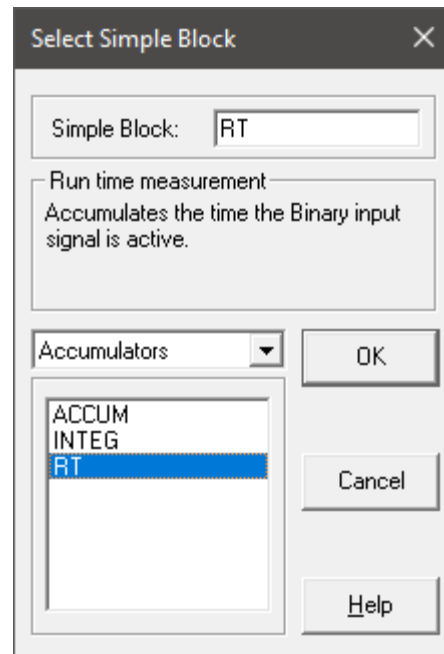 Select Simple Block
Simple Block: RT
Run time measurement
Accumulates the time the Binary input
signal is active.
Accumulators
OK
ACCUM
INTEG
RT
Cancel
Help